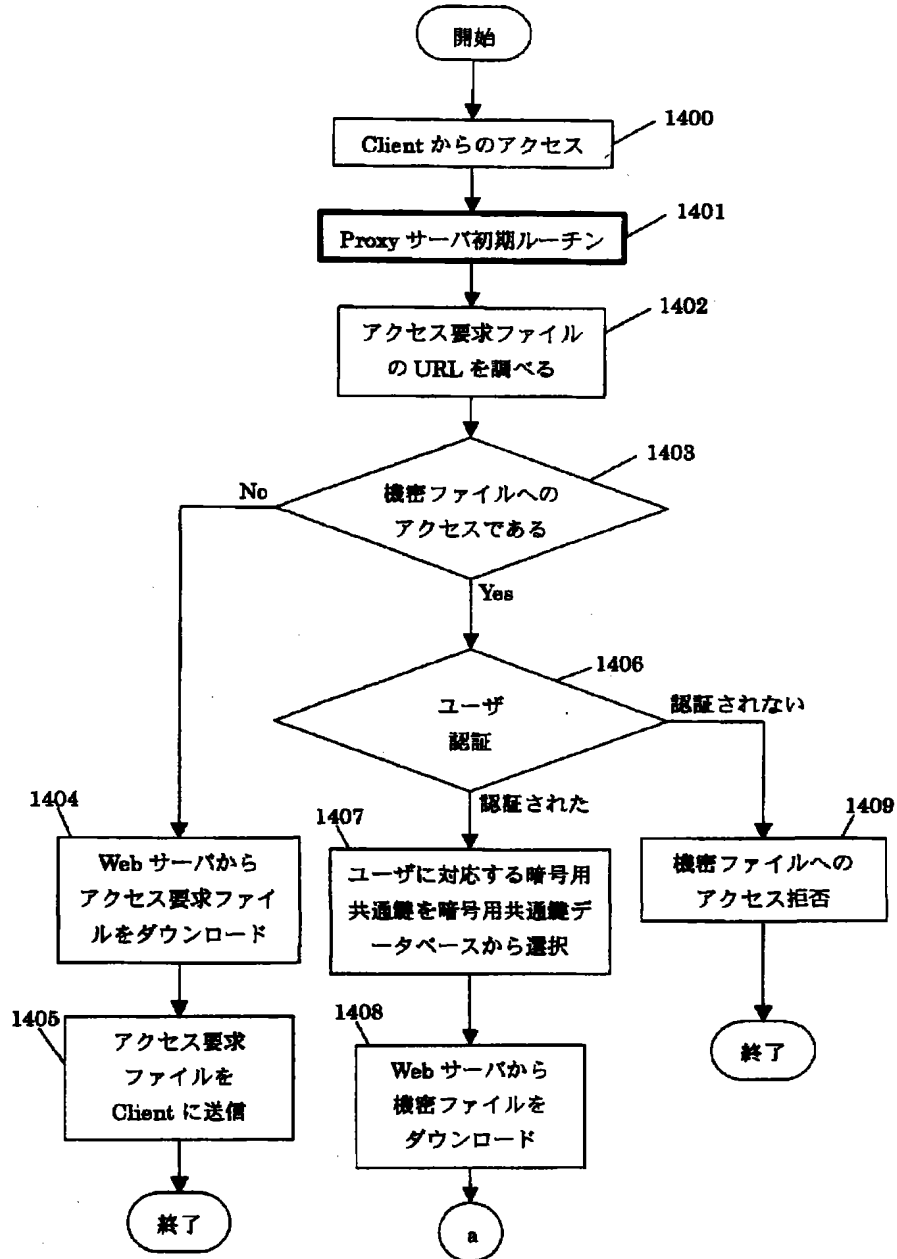 開始
1400
Client からのアクセス
1401
Proxy サーバ初期ルーチン
1402
アクセス要求ファイル
の URL を調べる
1403
機密ファイルへの
アクセスである
No
Yes
1406
ユーザ
認証
認証されない
認証された
1404
Web サーバから
アクセス要求ファイ
ルをダウンロード
1407
ユーザに対応する暗号用
共通鍵を暗号用共通鍵デ
ータベースから選択
1409
機密ファイルへの
アクセス拒否
1405
アクセス要求
ファイルを
Client に送信
1408
Web サーバから
機密ファイルを
ダウンロード
終了
終了
a